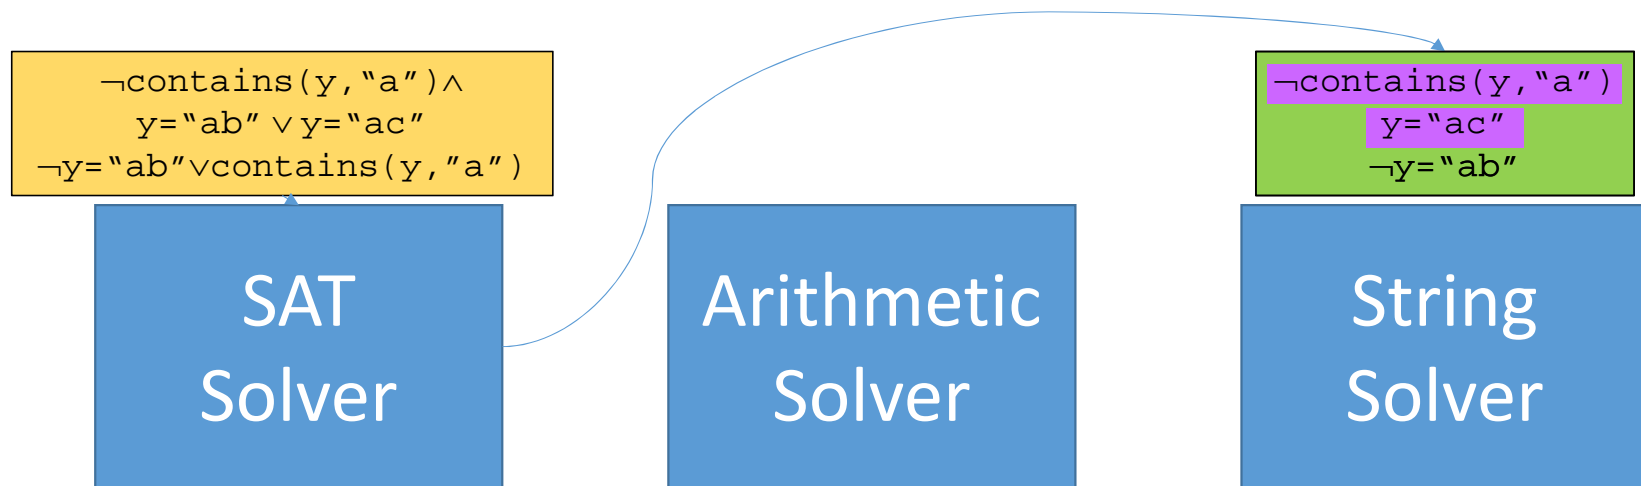 ¬contains(y,“a”)∧
y=“ab” ∨ y=“ac”
¬y=“ab”∨contains(y,”a”)
¬contains(y,“a”)
y=“ac”
¬y=“ab”
SAT
Solver
Arithmetic
Solver
String
Solver